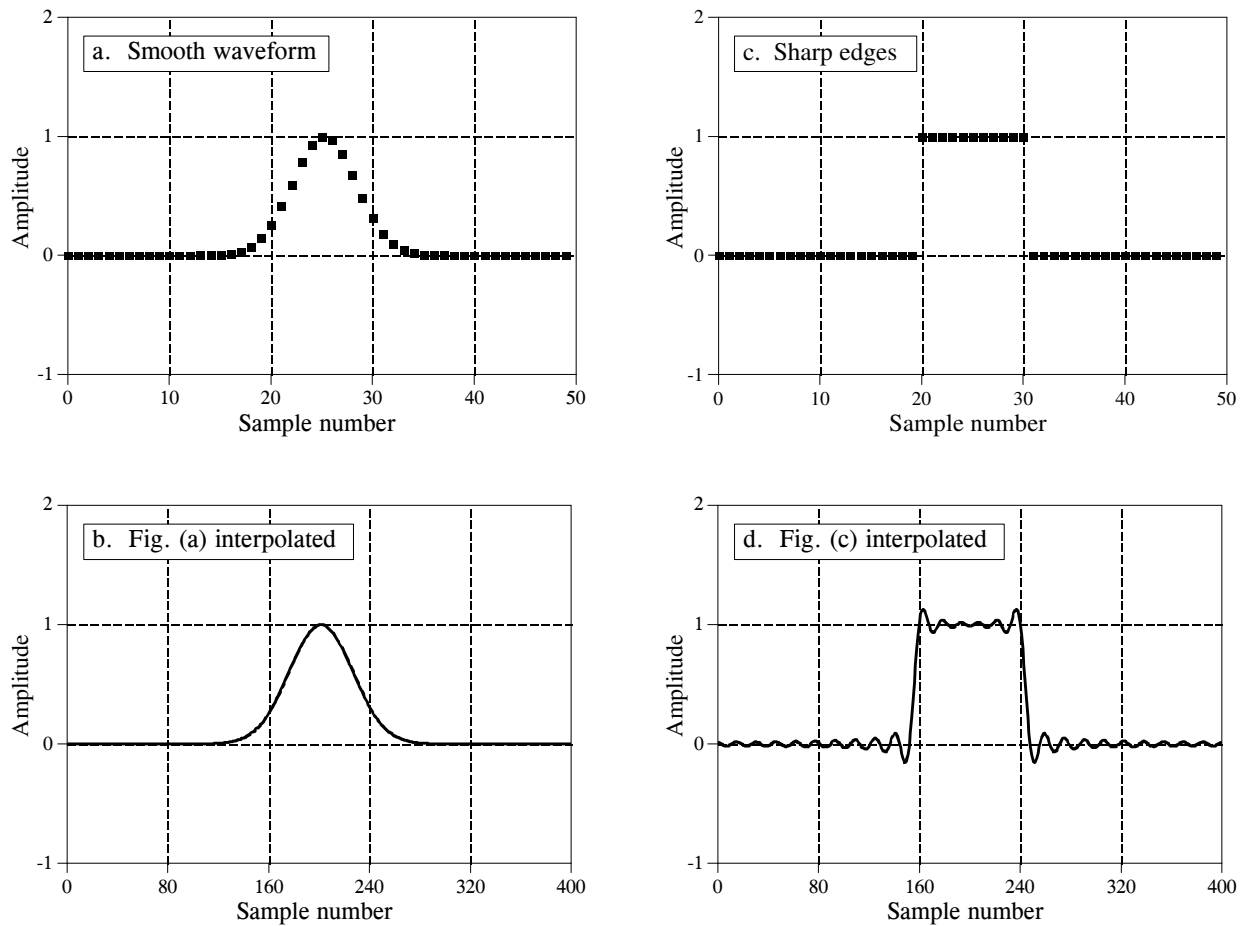 a. Smooth waveform
2
1
0
-1
Amplitude
0 10 20 30 40 50
Sample number
c. Sharp edges
2
1
0
-1
Amplitude
0 10 20 30 40 50
Sample number
b. Fig. (a) interpolated
2
1
0
-1
Amplitude
0 80 160 240 320 400
Sample number
d. Fig. (c) interpolated
2
1
0
-1
Amplitude
0 80 160 240 320 400
Sample number